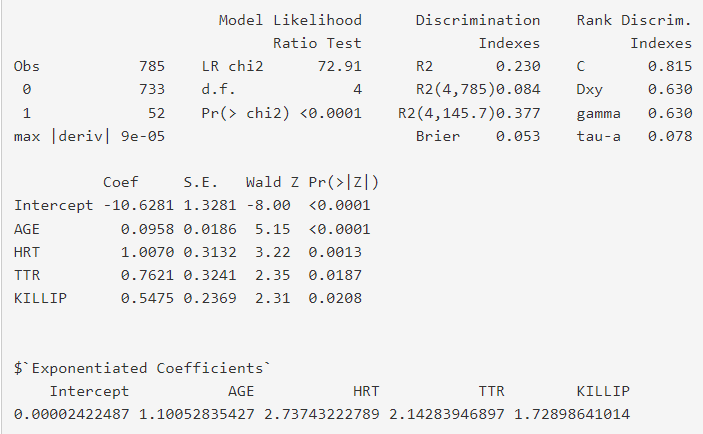 Model Likelihood      Discrimination    Rank Discrim.
                               Ratio Test             Indexes          Indexes
Obs           785    LR chi2      72.91      R2       0.230    C       0.815
 0            733    d.f.             4      R2(4,785)0.084    Dxy     0.630
 1             52    Pr(> chi2) <0.0001    R2(4,145.7)0.377    gamma   0.630
max |deriv| 9e-05                            Brier    0.053    tau-a   0.078
          Coef     S.E.   Wald Z Pr(>|Z|)
Intercept -10.6281 1.3281 -8.00  <0.0001
AGE         0.0958 0.0186  5.15  <0.0001
HRT         1.0070 0.3132  3.22  0.0013
TTR         0.7621 0.3241  2.35  0.0187
KILLIP      0.5475 0.2369  2.31  0.0208
$`Exponentiated Coefficients`
    Intercept           AGE           HRT           TTR        KILLIP
0.00002422487 1.10052835427 2.73743222789 2.14283946897 1.72898641014